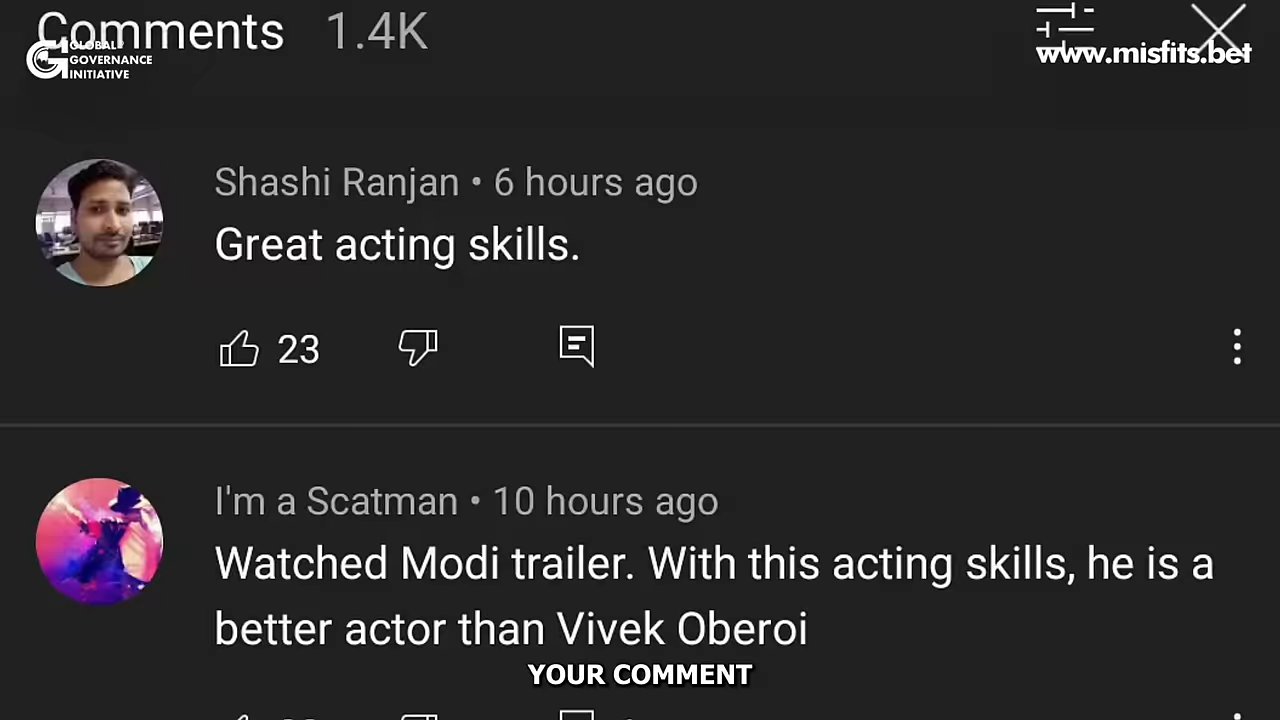 Comments 1.4K
GLOBAL
GOVERNANCE
INITIATIVE
www.misfits.bet
Shashi Ranjan • 6 hours ago
Great acting skills.
23
I'm a Scatman • 10 hours ago
Watched Modi trailer. With this acting skills, he is a
better actor than Vivek Oberoi
YOUR COMMENT